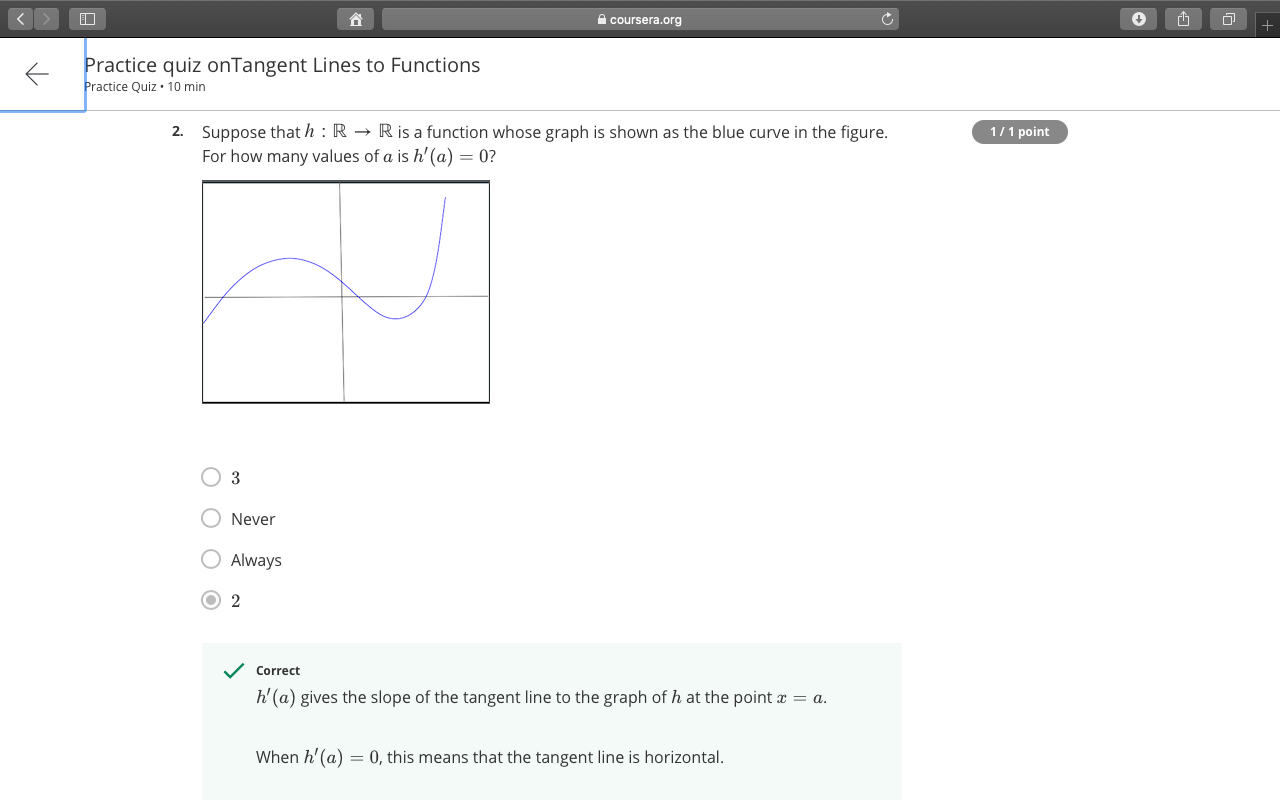 coursera.org
Practice quiz onTangent Lines to Functions
Practice Quiz • 10 min
2. Suppose that h : ℝ → ℝ is a function whose graph is shown as the blue curve in the figure. 1 / 1 point
For how many values of a is h′(a) = 0?
3
Never
Always
2
Correct
h′(a) gives the slope of the tangent line to the graph of h at the point x = a.
When h′(a) = 0, this means that the tangent line is horizontal.